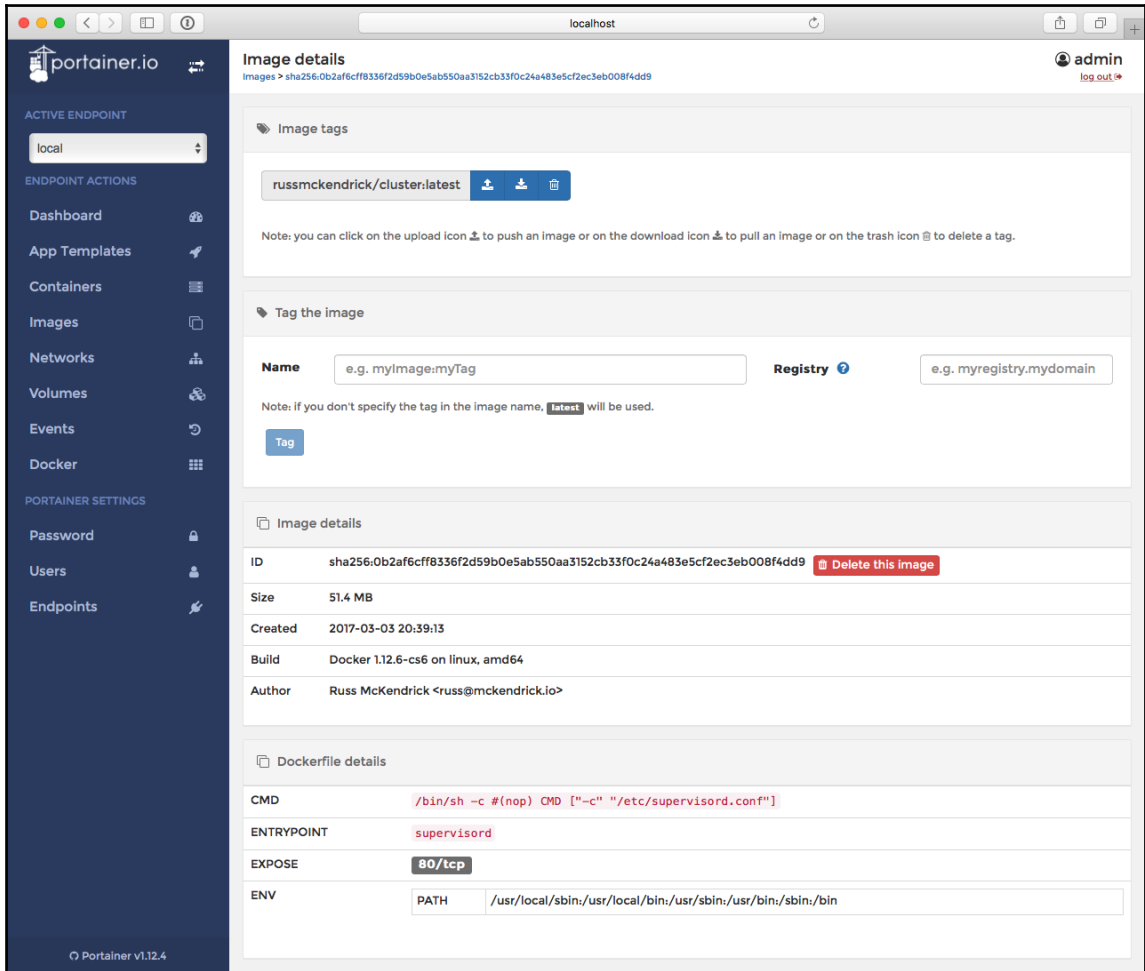 localhost
portainer.io
Image details
Images > sha256:0b2af6cff8336f2d59b0e5ab550aa3152cb33f0c24a483e5cf2ec3eb008f4dd9
admin
log out
ACTIVE ENDPOINT
local
ENDPOINT ACTIONS
Dashboard
App Templates
Containers
Images
Networks
Volumes
Events
Docker
PORTAINER SETTINGS
Password
Users
Endpoints
Portainer v1.12.4
Image tags
russmckendrick/cluster:latest
Note: you can click on the upload icon to push an image or on the download icon to pull an image or on the trash icon to delete a tag.
Tag the image
Name e.g. myImage:myTag Registry e.g. myregistry.mydomain
Note: if you don't specify the tag in the image name, latest will be used.
Tag
Image details
ID sha256:0b2af6cff8336f2d59b0e5ab550aa3152cb33f0c24a483e5cf2ec3eb008f4dd9 Delete this image
Size 51.4 MB
Created 2017-03-03 20:39:13
Build Docker 1.12.6-cs6 on linux, amd64
Author Russ McKendrick <russ@mckendrick.io>
Dockerfile details
CMD /bin/sh -c #(nop) CMD ["-c" "/etc/supervisord.conf"]
ENTRYPOINT supervisord
EXPOSE 80/tcp
ENV PATH /usr/local/sbin:/usr/local/bin:/usr/sbin:/usr/bin:/sbin:/bin